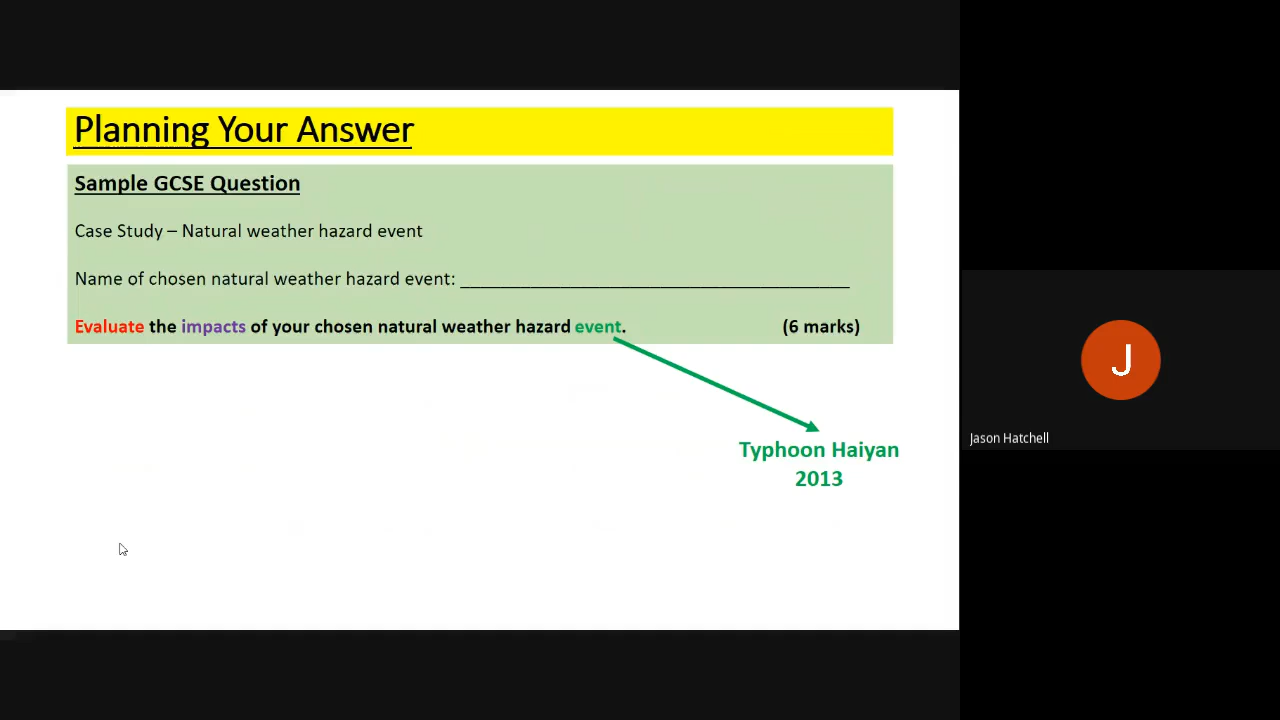 Planning Your Answer
Sample GCSE Question
Case Study – Natural weather hazard event
Name of chosen natural weather hazard event: ___________________________________
Evaluate the impacts of your chosen natural weather hazard event. (6 marks)
Typhoon Haiyan
2013
J
Jason Hatchell